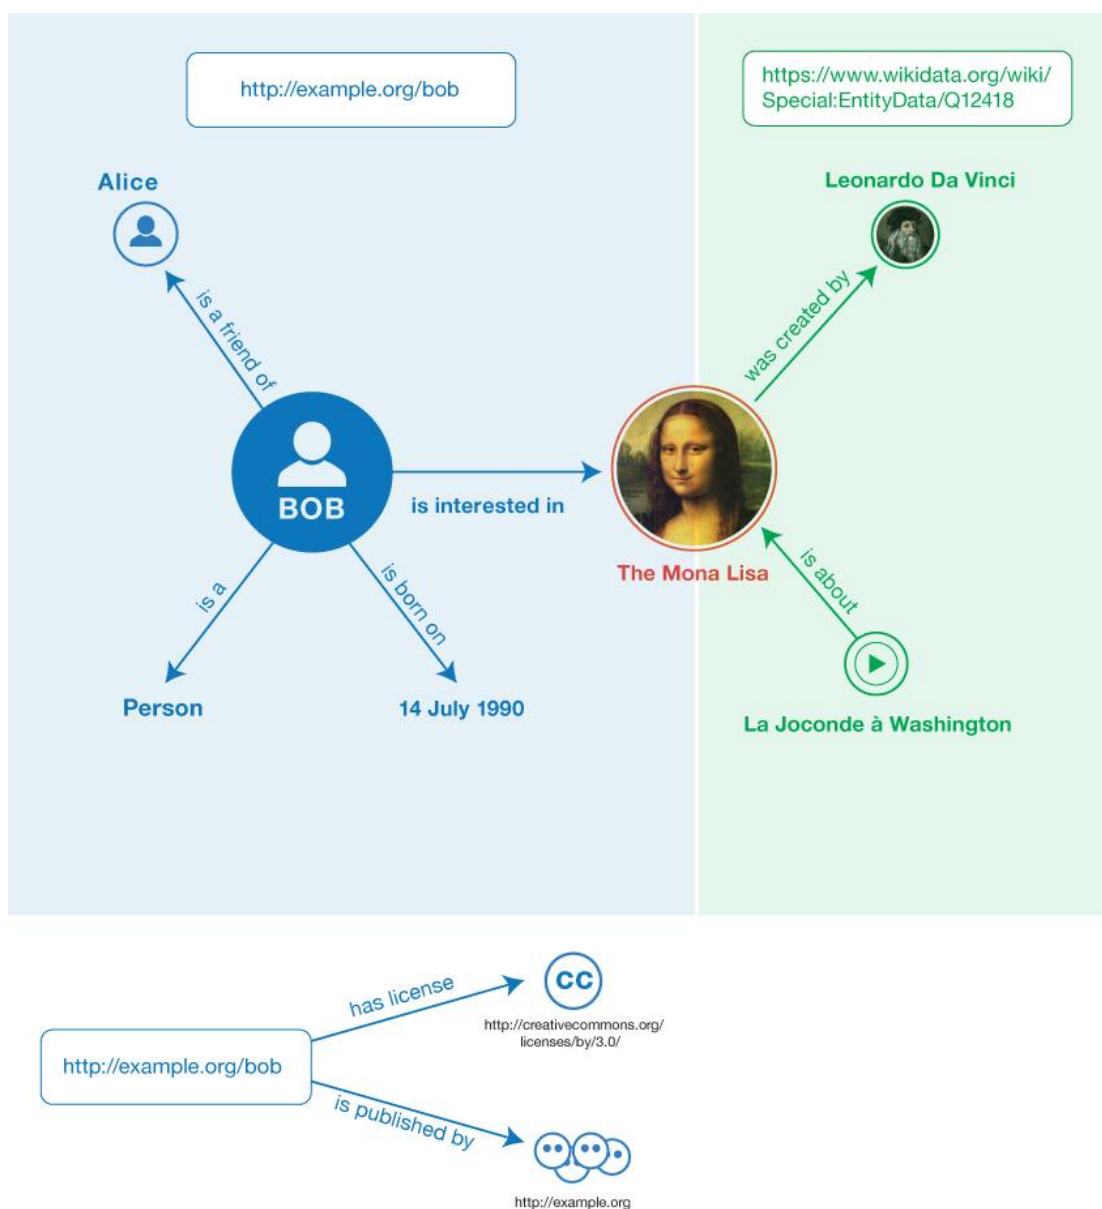 http://example.org/bob
https://www.wikidata.org/wiki/
Special:EntityData/Q12418
Alice
Leonardo Da Vinci
is a friend of
was created by
BOB
is interested in
The Mona Lisa
is a
is born on
is about
Person
14 July 1990
La Joconde à Washington
has license
cc
http://creativecommons.org/
licenses/by/3.0/
http://example.org/bob
is published by
http://example.org